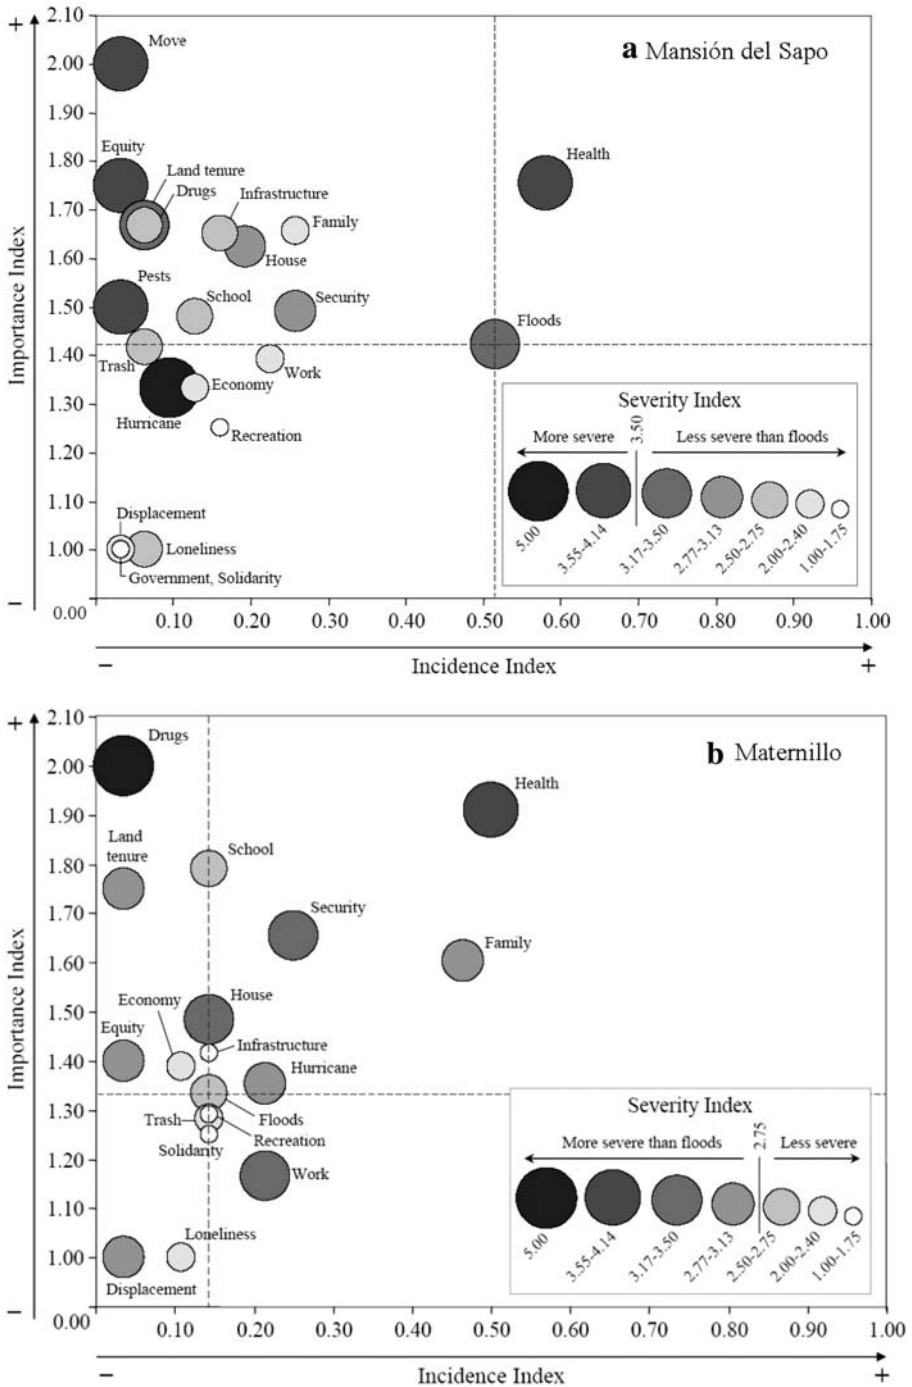 +
2.10
a Mansión del Sapo
Move
2.00
1.90
Equity
Health
1.80
Land tenure
Drugs
Infrastructure
1.70
Family
1.60
House
Pests
School
Security
1.50
Floods
1.40
Trash
Economy
Work
Severity Index
1.30
Hurricane
Recreation
More severe
3.50
Less severe than floods
1.20
1.10
Displacement
5.00
3.55-4.14
3.17-3.50
2.77-3.13
2.50-2.75
2.00-2.40
1.00-1.75
1.00
Loneliness
Government, Solidarity
−
0.00
Importance Index
0.10
0.20
0.30
0.40
0.50
0.60
0.70
0.80
0.90
1.00
−
Incidence Index
+
+
2.10
Drugs
b Maternillo
2.00
Health
1.90
Land
tenure
School
1.80
Security
1.70
Family
1.60
Economy
House
1.50
Equity
Infrastructure
1.40
Hurricane
1.30
Trash
Floods
Severity Index
Recreation
Solidarity
More severe than floods
2.75
Less severe
1.20
Work
1.10
Loneliness
5.00
3.55-4.14
3.17-3.50
2.77-3.13
2.50-2.75
2.00-2.40
1.00-1.75
1.00
Displacement
−
0.00
Importance Index
0.10
0.20
0.30
0.40
0.50
0.60
0.70
0.80
0.90
1.00
−
Incidence Index
+